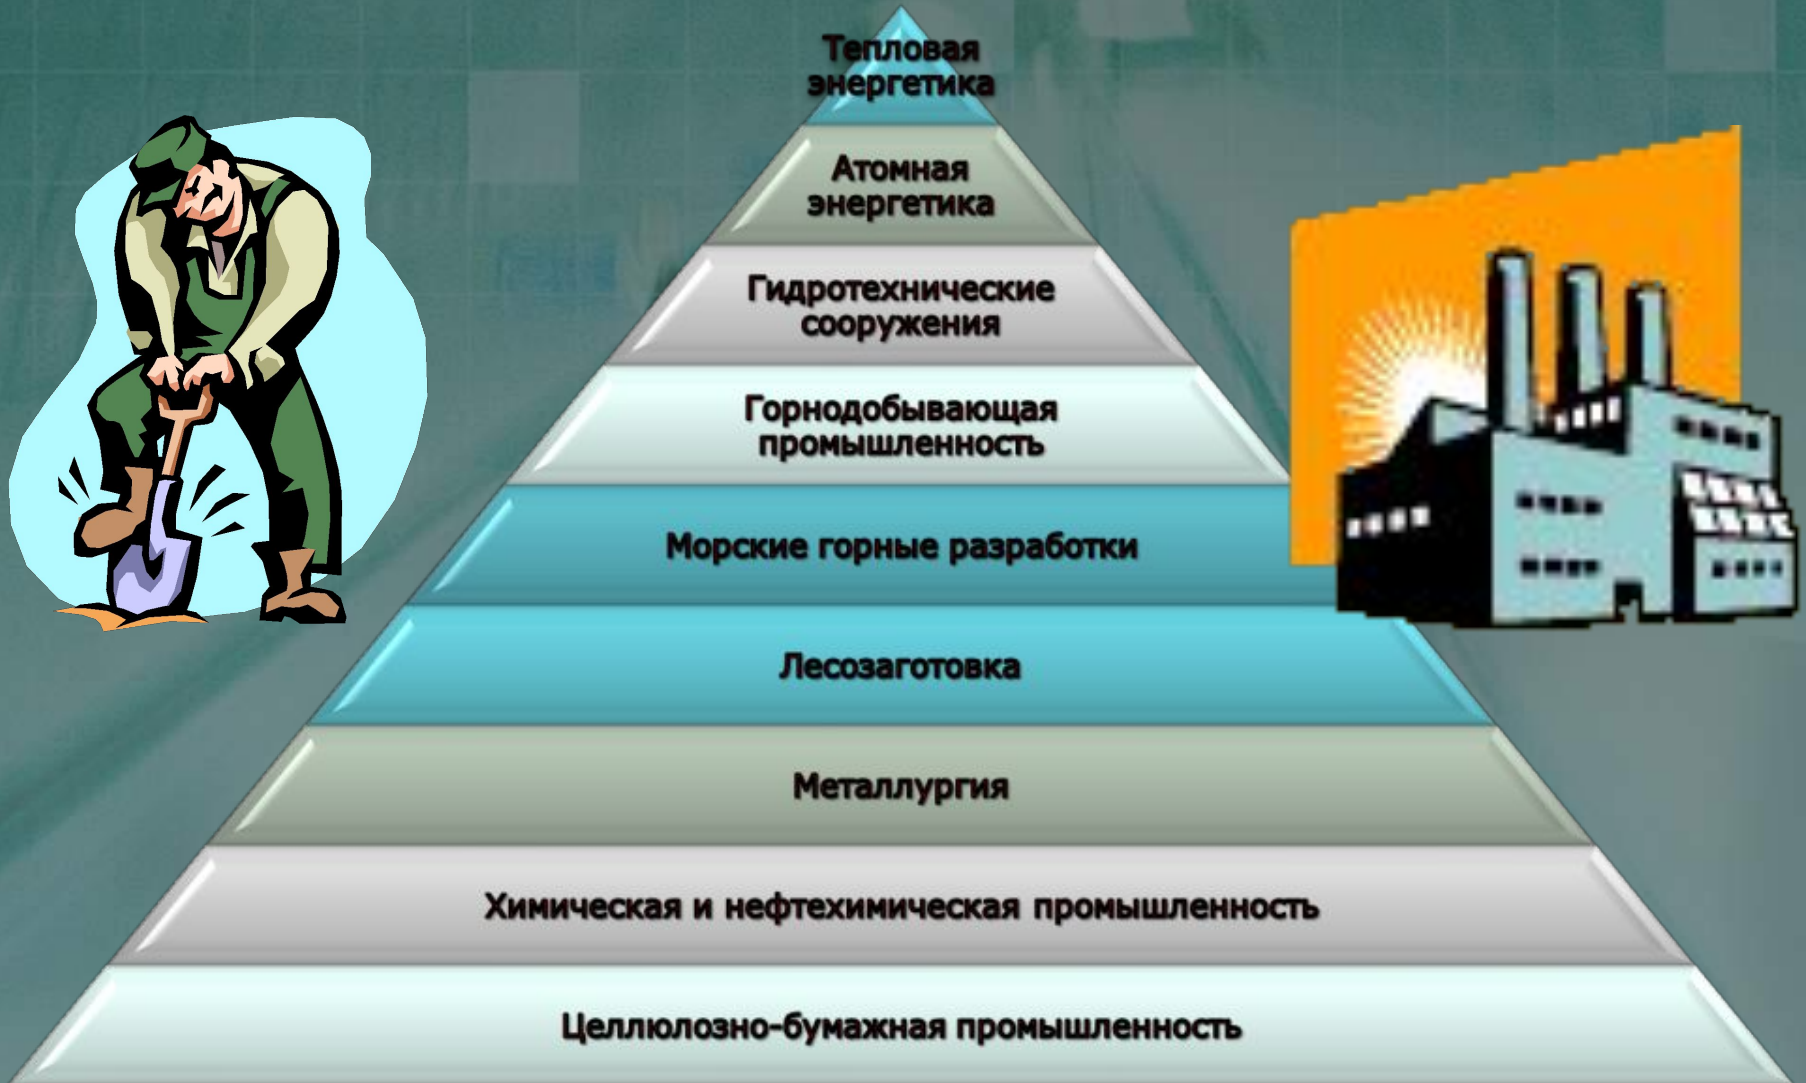 Тепловая
энергетика
Атомная
энергетика
Гидротехнические
сооружения
Горнодобывающая
промышленность
Морские горные разработки
Лесозаготовка
Металлургия
Химическая и нефтехимическая промышленность
Целлюлозно-бумажная промышленность